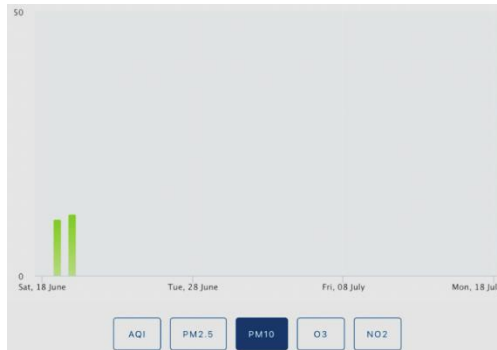 50
0
Sat, 18 June Tue, 28 June Fri, 08 July Mon, 18 Jul
AQI PM2.5 PM10 O3 NO2